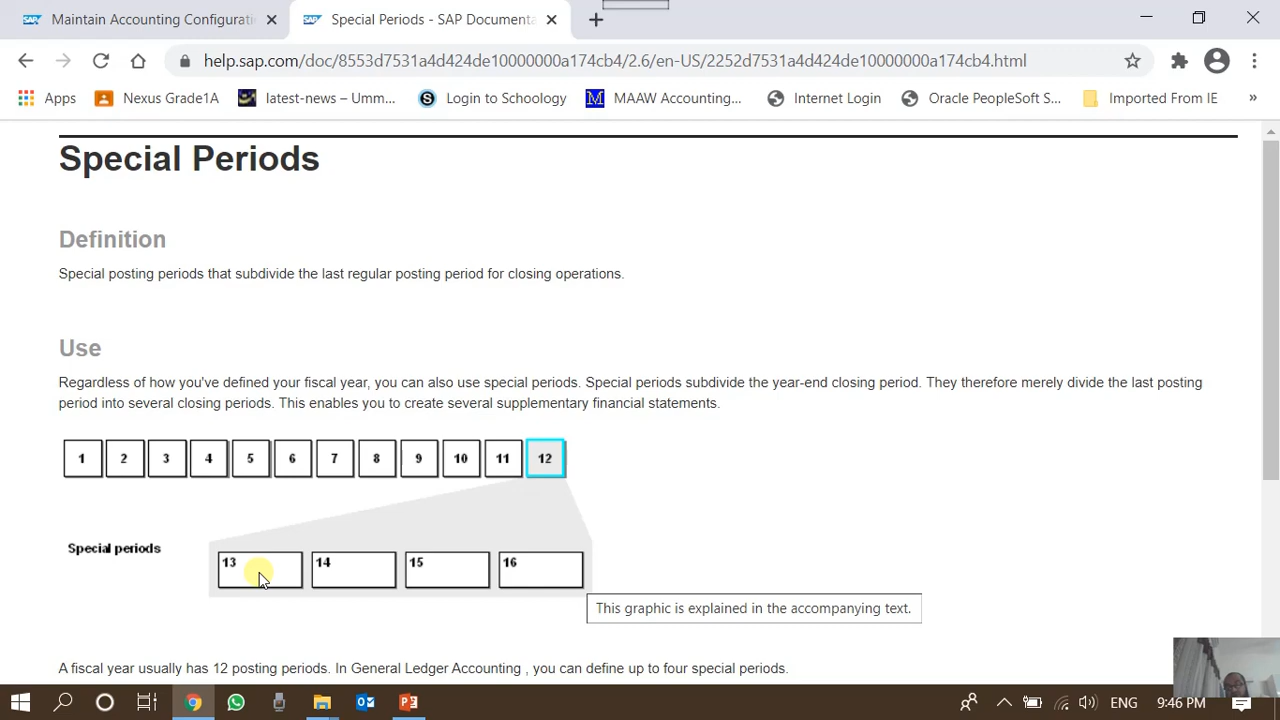 Maintain Accounting Configurati
Special Periods - SAP Documenta
help.sap.com/doc/8553d7531a4d424de10000000a174cb4/2.6/en-US/2252d7531a4d424de10000000a174cb4.html
Apps
Nexus Grade1A
latest-news – Umm...
Login to Schoology
MAAW Accounting...
Internet Login
Oracle PeopleSoft S...
Imported From IE
Special Periods
Definition
Special posting periods that subdivide the last regular posting period for closing operations.
Use
Regardless of how you've defined your fiscal year, you can also use special periods. Special periods subdivide the year-end closing period. They therefore merely divide the last posting
period into several closing periods. This enables you to create several supplementary financial statements.
1 2 3 4 5 6 7 8 9 10 11 12
Special periods
13 14 15 16
This graphic is explained in the accompanying text.
A fiscal year usually has 12 posting periods. In General Ledger Accounting , you can define up to four special periods.
ENG
9:46 PM